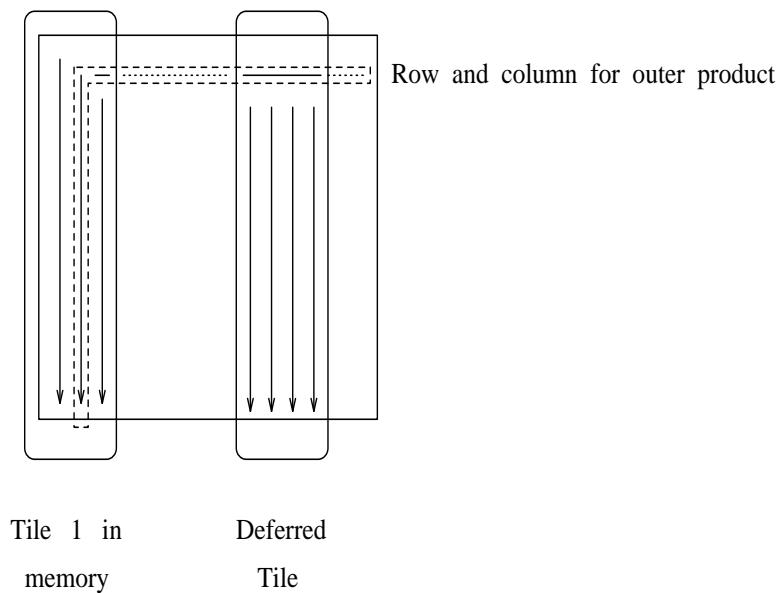 Row and column for outer product
Tile 1 in
memory
Deferred
Tile